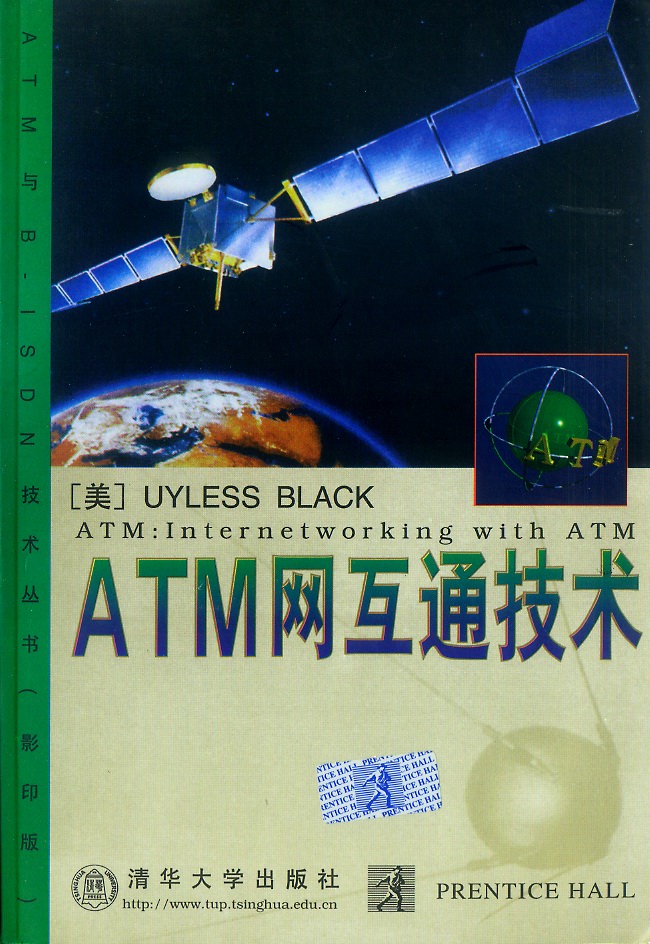 ATM与B-ISDN技术丛书(影印版)
ATM
[美] UYLESS BLACK
ATM:Internetworking with ATM
ATM网互通技术
PRENTICE HALL
清华大学出版社
http://www.tup.tsinghua.edu.cn
PRENTICE HALL